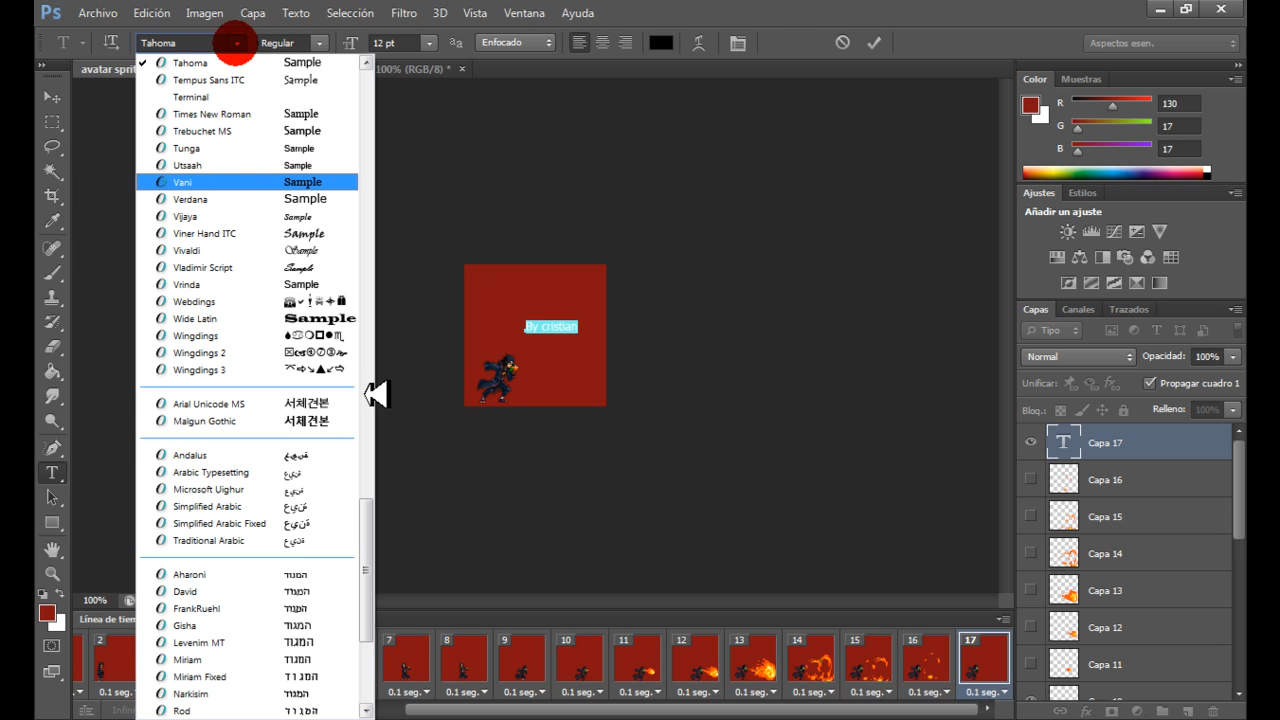 Ps Archivo Edición Imagen Capa Texto Selección Filtro 3D Vista Ventana Ayuda
Tahoma Regular 12 pt Enfocado Aspectos esen.
avatar sprit 100% (RGB/8) *
Tahoma Sample
Tempus Sans ITC Sample
Terminal
Times New Roman Sample
Trebuchet MS Sample
Tunga Sample
Utsaah Sample
Vani Sample
Verdana Sample
Vijaya Sample
Viner Hand ITC Sample
Vivaldi Sample
Vladimir Script Sample
Vrinda Sample
Webdings
Wide Latin Sample
Wingdings
Wingdings 2
Wingdings 3
Arial Unicode MS 서체견본
Malgun Gothic 서체견본
Andalus
Arabic Typesetting
Microsoft Uighur
Simplified Arabic
Simplified Arabic Fixed
Traditional Arabic
Aharoni
David
FrankRuehl
Gisha
Levenim MT
Miriam
Miriam Fixed
Narkisim
Rod
By cristian
Color Muestras
R 130
G 17
B 17
Ajustes Estilos
Añadir un ajuste
Capas Canales Trazados
Tipo
Normal Opacidad: 100%
Unificar: Propagar cuadro 1
Bloq.: Relleno: 100%
Capa 17
Capa 16
Capa 15
Capa 14
Capa 13
Capa 12
Capa 11
100%
Línea de tiem
2 7 8 9 10 11 12 13 14 15 16 17
0.1 seg. 0.1 seg. 0.1 seg. 0.1 seg. 0.1 seg. 0.1 seg. 0.1 seg. 0.1 seg. 0.1 seg. 0.1 seg. 0.1 seg. 0.1 seg.